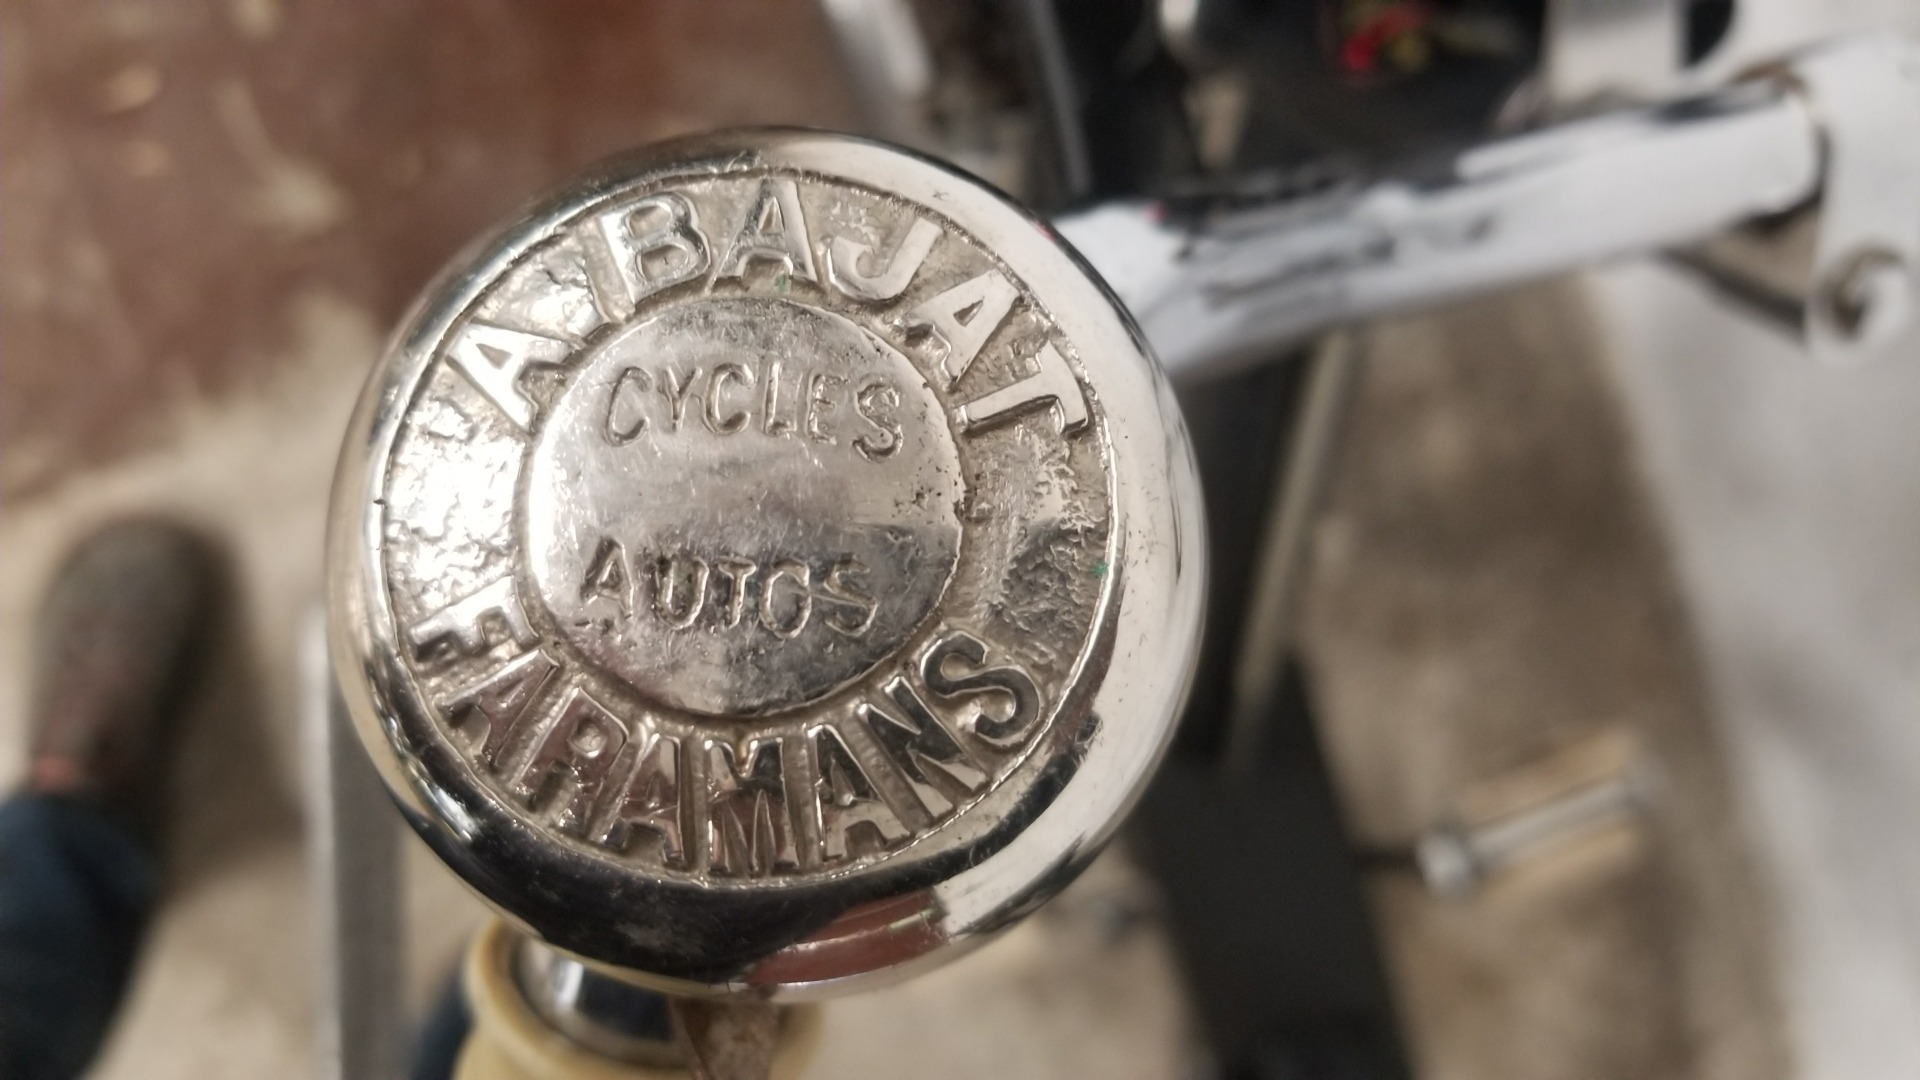 A. BAJAT
CYCLES
AUTOS
FARAMANS